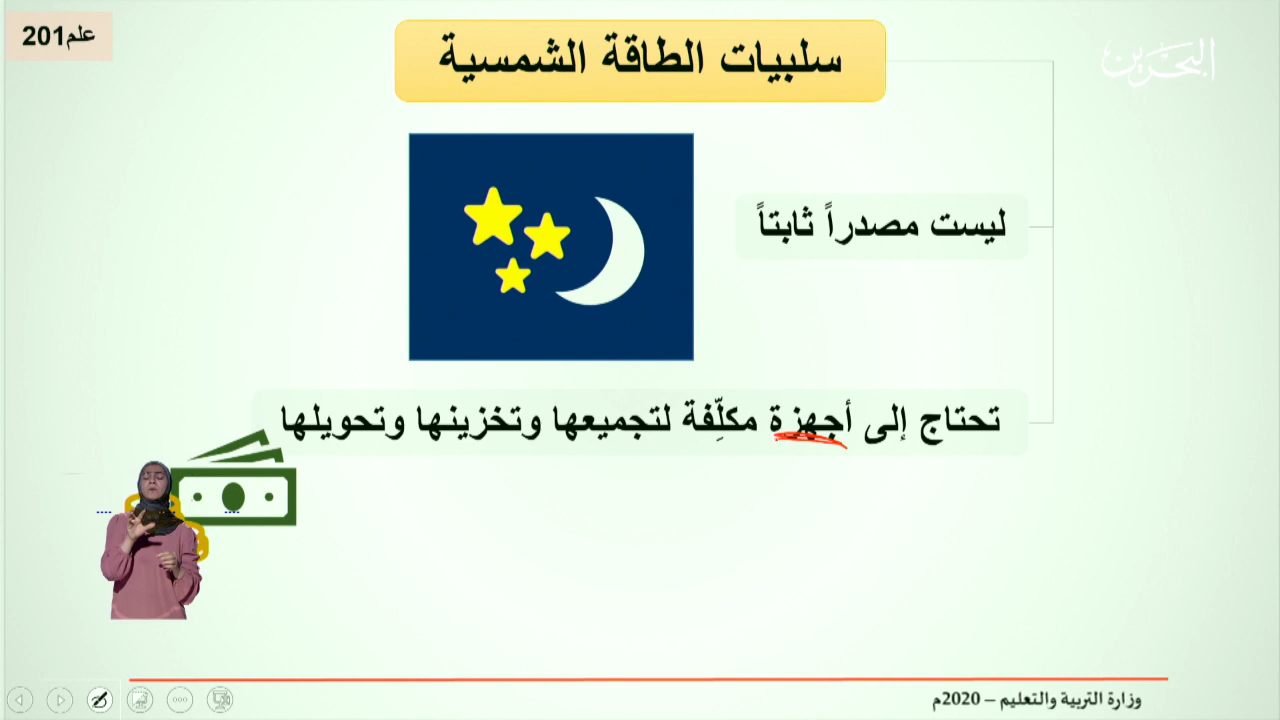 علم201
البحرين
سلبيات الطاقة الشمسية
ليست مصدراً ثابتاً
تحتاج إلى أجهزة مكلِّفة لتجميعها وتخزينها وتحويلها
وزارة التربية والتعليم – 2020م